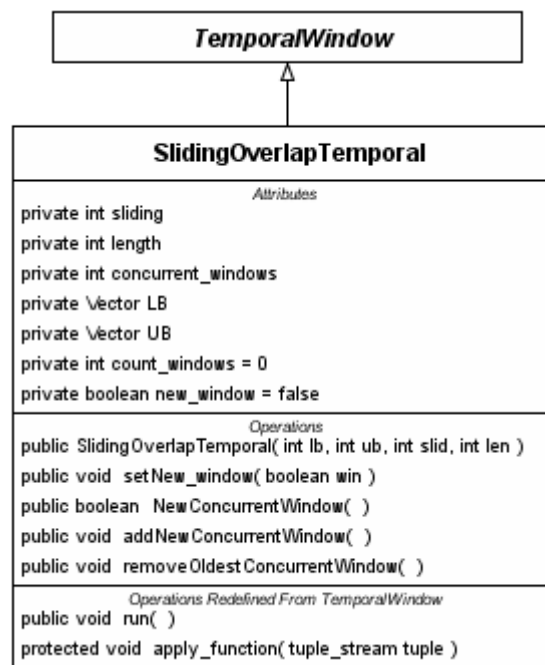 TemporalWindow
SlidingOverlapTemporal
Attributes
private int sliding
private int length
private int concurrent_windows
private Vector LB
private Vector UB
private int count_windows = 0
private boolean new_window = false
Operations
public SlidingOverlapTemporal( int lb, int ub, int slid, int len )
public void setNew_window( boolean win )
public boolean NewConcurrentWindow( )
public void addNewConcurrentWindow( )
public void removeOldestConcurrentWindow( )
Operations Redefined From TemporalWindow
public void run( )
protected void apply_function( tuple_stream tuple )